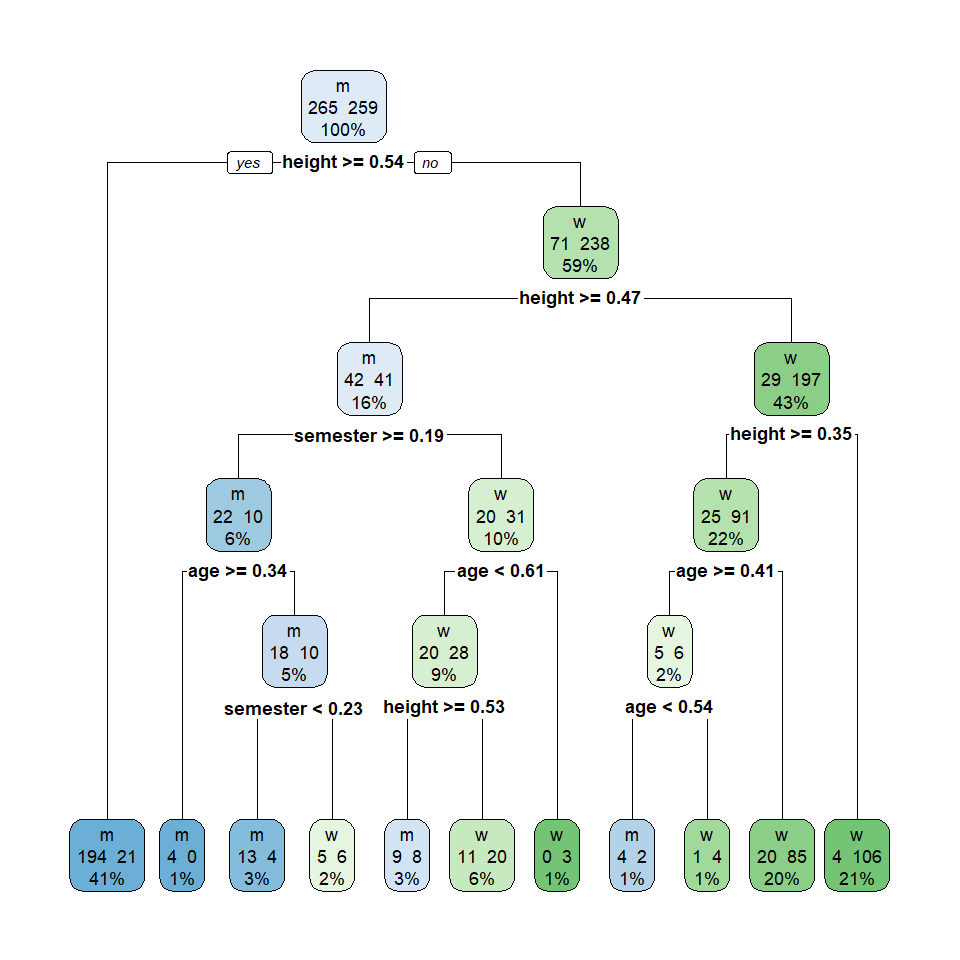 m
265 259
100%
yes height >= 0.54 no
w
71 238
59%
height >= 0.47
m
42 41
16%
w
29 197
43%
semester >= 0.19
height >= 0.35
m
22 10
6%
w
20 31
10%
w
25 91
22%
age >= 0.34
age < 0.61
age >= 0.41
m
18 10
5%
w
20 28
9%
w
5 6
2%
semester < 0.23
height >= 0.53
age < 0.54
m
194 21
41%
m
4 0
1%
m
13 4
3%
w
5 6
2%
m
9 8
3%
w
11 20
6%
w
0 3
1%
m
4 2
1%
w
1 4
1%
w
20 85
20%
w
4 106
21%